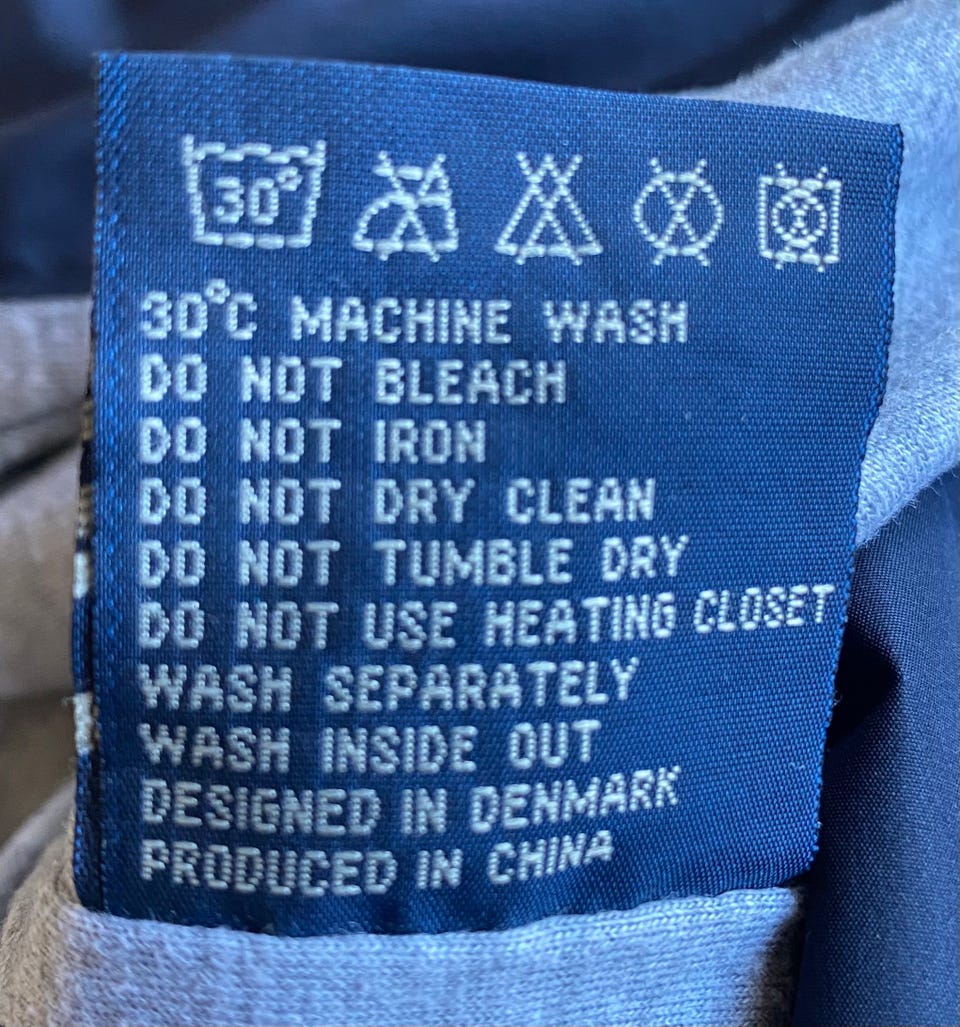 30°
30°C MACHINE WASH
DO NOT BLEACH
DO NOT IRON
DO NOT DRY CLEAN
DO NOT TUMBLE DRY
DO NOT USE HEATING CLOSET
WASH SEPARATELY
WASH INSIDE OUT
DESIGNED IN DENMARK
PRODUCED IN CHINA